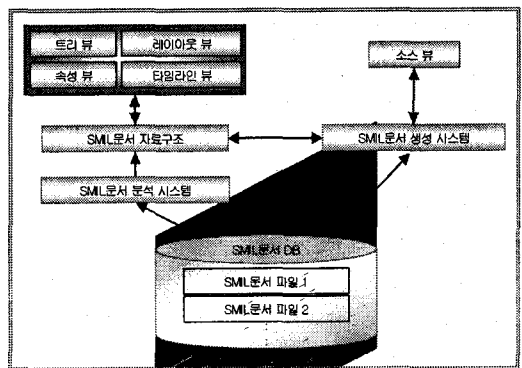 트리 뷰 레이아웃 뷰
속성 뷰 타임라인 뷰
소스 뷰
SMIL문서 자료구조
SMIL문서 생성 시스템
SMIL문서 분석 시스템
SMIL문서 DB
SMIL문서 파일 1
SMIL문서 파일 2